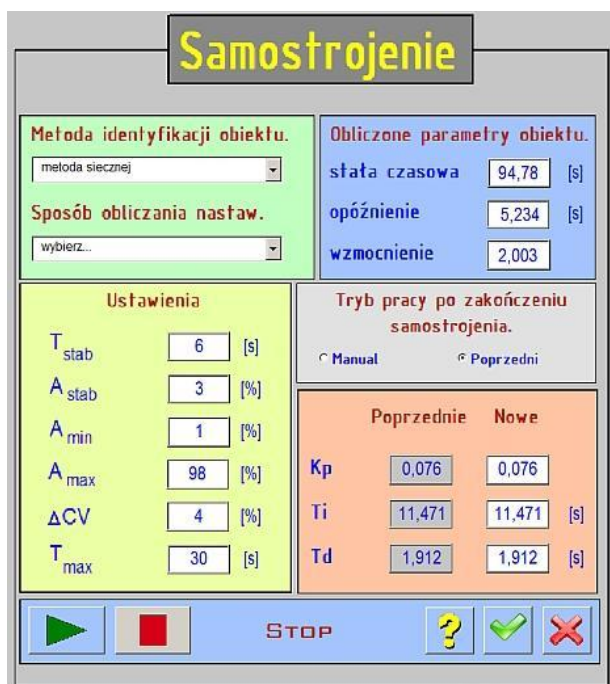 Samostrojenie
Metoda identyfikacji obiektu.
metoda siecznej
Sposób obliczania nastaw.
wybierz...
Obliczone parametry obiektu.
stała czasowa 94,78 [s]
opóźnienie 5,234 [s]
wzmocnienie 2,003
Ustawienia
T stab 6 [s]
A stab 3 [%]
A min 1 [%]
A max 98 [%]
ΔCV 4 [%]
T max 30 [s]
Tryb pracy po zakończeniu
samostrojenia.
Manual Poprzedni
Poprzednie Nowe
Kp 0,076 0,076
Ti 11,471 11,471 [s]
Td 1,912 1,912 [s]
STOP ?